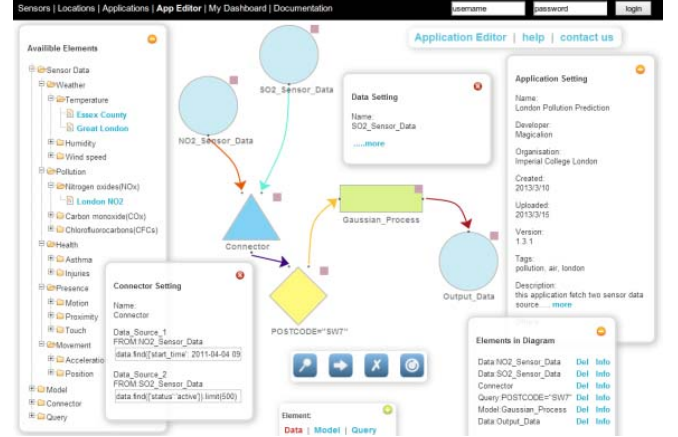 Sensors | Locations | Applications | App Editor | My Dashboard | Documentation
username
password
login
Application Editor | help | contact us
Availible Elements
Sensor Data
Weather
Temperature
Essex County
Great London
Humidity
Wind speed
Pollution
Nitrogen oxides(NOx)
London NO2
Carbon monoxide(COx)
Chlorofluorocarbons(CFCs)
Health
Asthma
Injuries
Presence
Motion
Proximity
Touch
Movement
Acceleratio
Position
Model
Connector
Query
SO2_Sensor_Data
NO2_Sensor_Data
Connector
POSTCODE="SW7"
Gaussian_Process
Output_Data
Data Setting
Name:
SO2_Sensor_Data
.....more
Connector Setting
Name:
Connector
Data_Source_1
FROM:NO2_Sensor_Data
data.find({'start_time': 2011-04-04 09
Data_Source_2
FROM:SO2_Sensor_Data
data.find({'status':'active'}).limit(500)
Element:
Data | Model | Query
Application Setting
Name:
London Pollution Prediction
Developer:
Magicalion
Organisation:
Imperial College London
Created:
2013/3/10
Uploaded:
2013/3/15
Version:
1.3.1
Tags:
pollution, air, london
Description:
this application fetch two sensor data
source..... more
Elements in Diagram
Data:NO2_Sensor_Data Del Info
Data:SO2_Sensor_Data Del Info
Connector Del Info
Query:POSTCODE="SW7" Del Info
Model:Gaussian_Process Del Info
Data:Output_Data Del Info